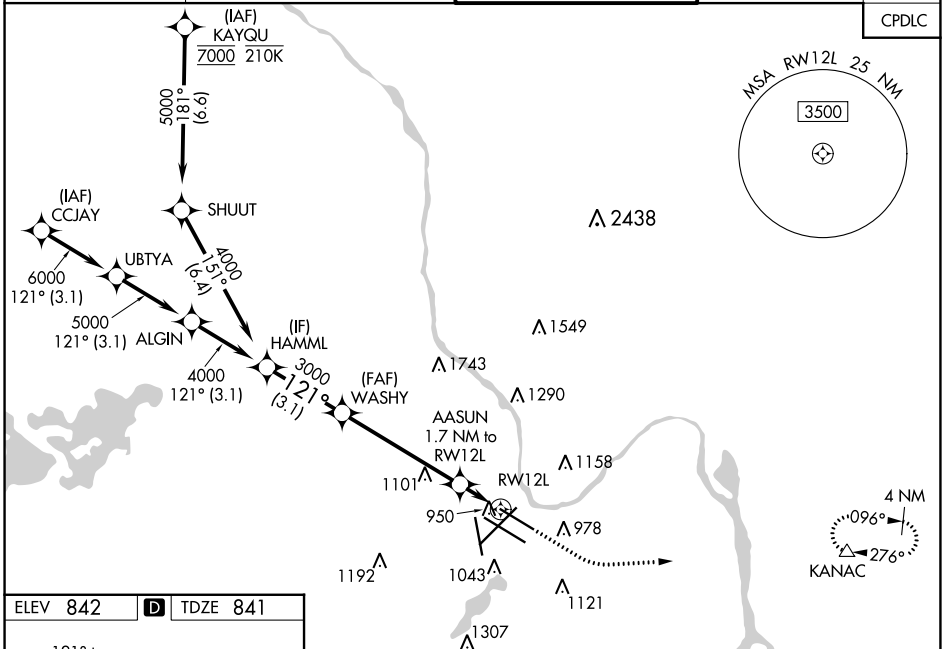 (IAF)
KAYQU
7000 210K
CPDLC
MSA RW12L 25 NM
3500
5000
181°
(6.6)
(IAF)
CCJAY
SHUUT
2438
UBTYA
4000
151°
(6.4)
6000
121° (3.1)
5000
121° (3.1)
ALGIN
(IF)
HAMML
1549
1743
4000
121° (3.1)
3000
121°
(3.1)
(FAF)
WASHY
1290
AASUN
1.7 NM to
RW12L
1158
1101
RW12L
950
978
4 NM
096°
276°
KANAC
1192
1043
1121
1307
ELEV 842 D TDZE 841